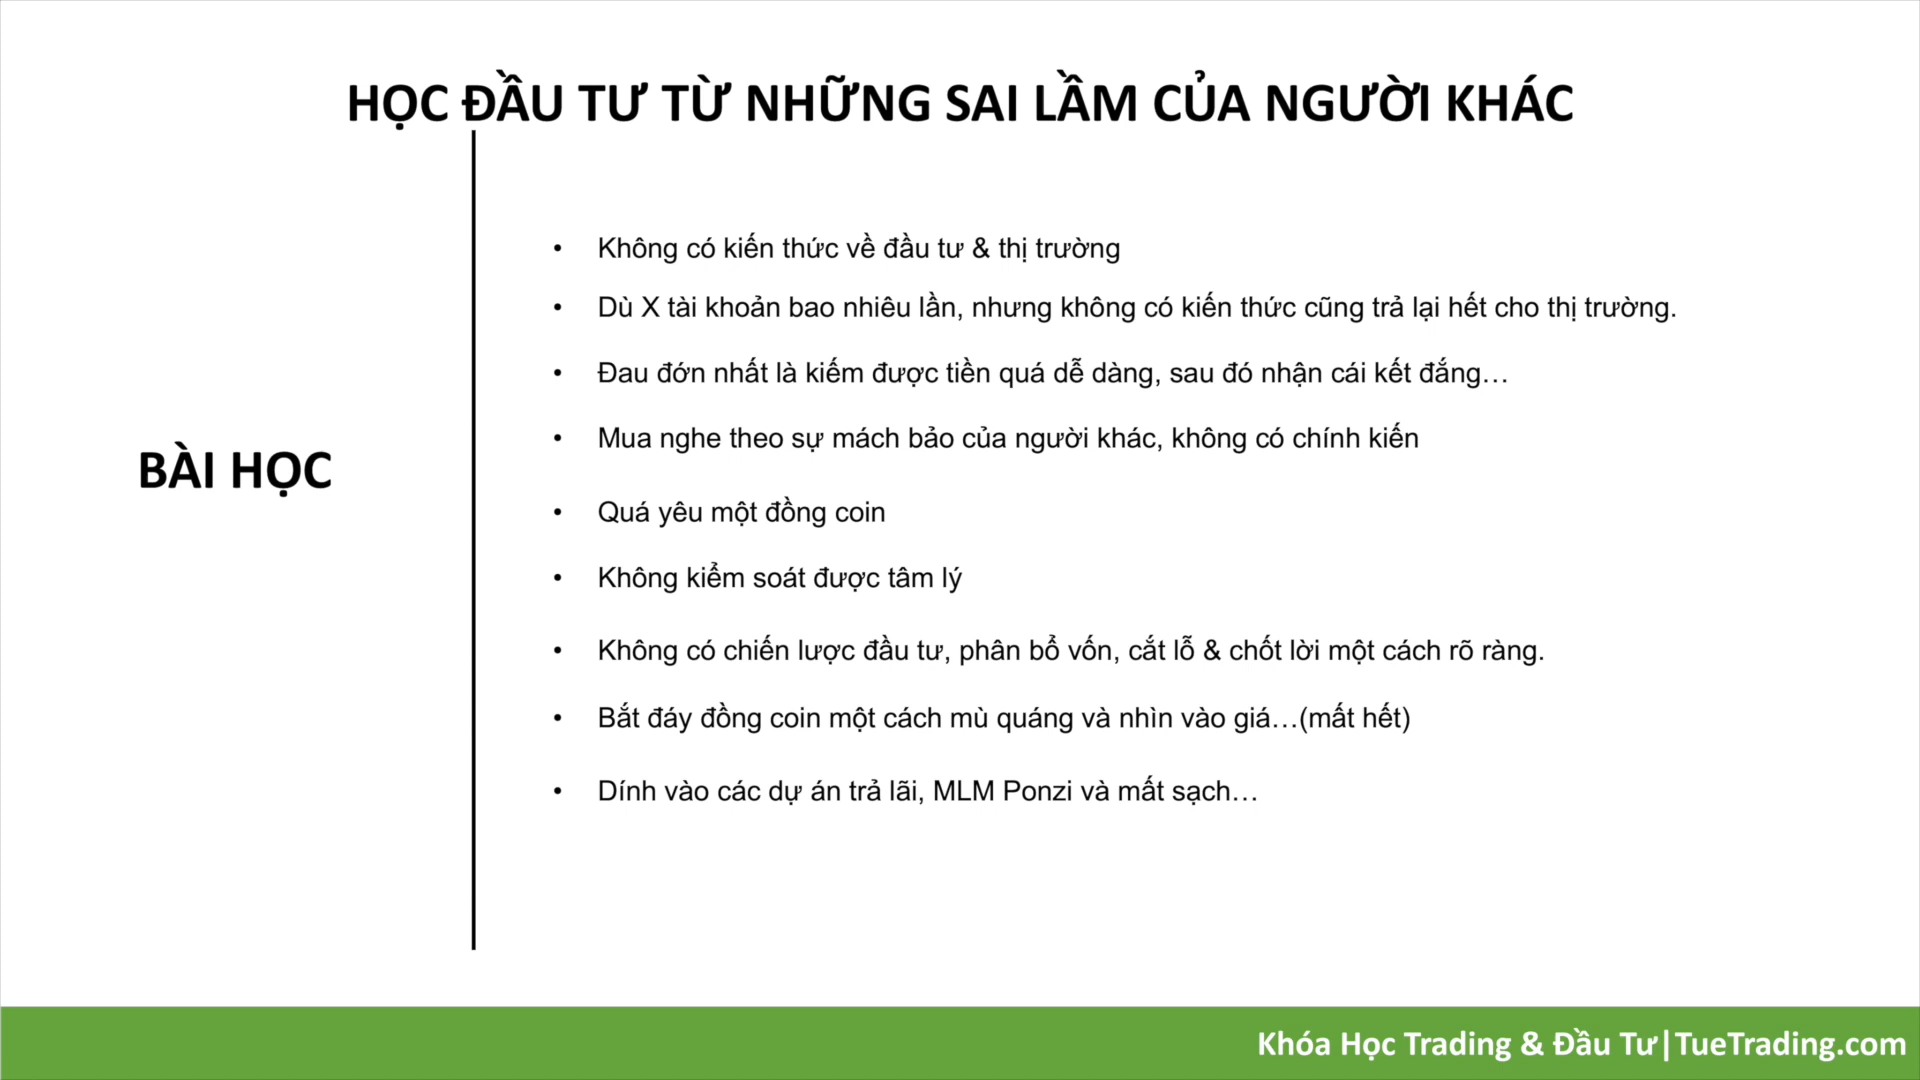 HỌC ĐẦU TƯ TỪ NHỮNG SAI LẦM CỦA NGƯỜI KHÁC
BÀI HỌC
• Không có kiến thức về đầu tư & thị trường
• Dù X tài khoản bao nhiêu lần, nhưng không có kiến thức cũng trả lại hết cho thị trường.
• Đau đớn nhất là kiếm được tiền quá dễ dàng, sau đó nhận cái kết đắng…
• Mua nghe theo sự mách bảo của người khác, không có chính kiến
• Quá yêu một đồng coin
• Không kiểm soát được tâm lý
• Không có chiến lược đầu tư, phân bổ vốn, cắt lỗ & chốt lời một cách rõ ràng.
• Bắt đáy đồng coin một cách mù quáng và nhìn vào giá…(mất hết)
• Dính vào các dự án trả lãi, MLM Ponzi và mất sạch…
Khóa Học Trading & Đầu Tư|TueTrading.com